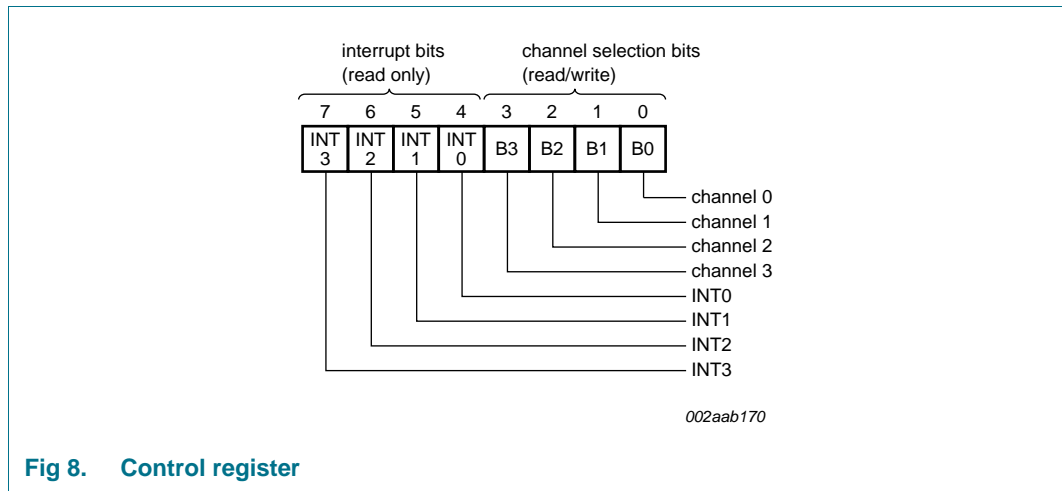 interrupt bits
(read only)
channel selection bits
(read/write)
7 6 5 4 3 2 1 0
INT 3 INT 2 INT 1 INT 0 B3 B2 B1 B0
channel 0
channel 1
channel 2
channel 3
INT0
INT1
INT2
INT3
002aab170
Fig 8. Control register